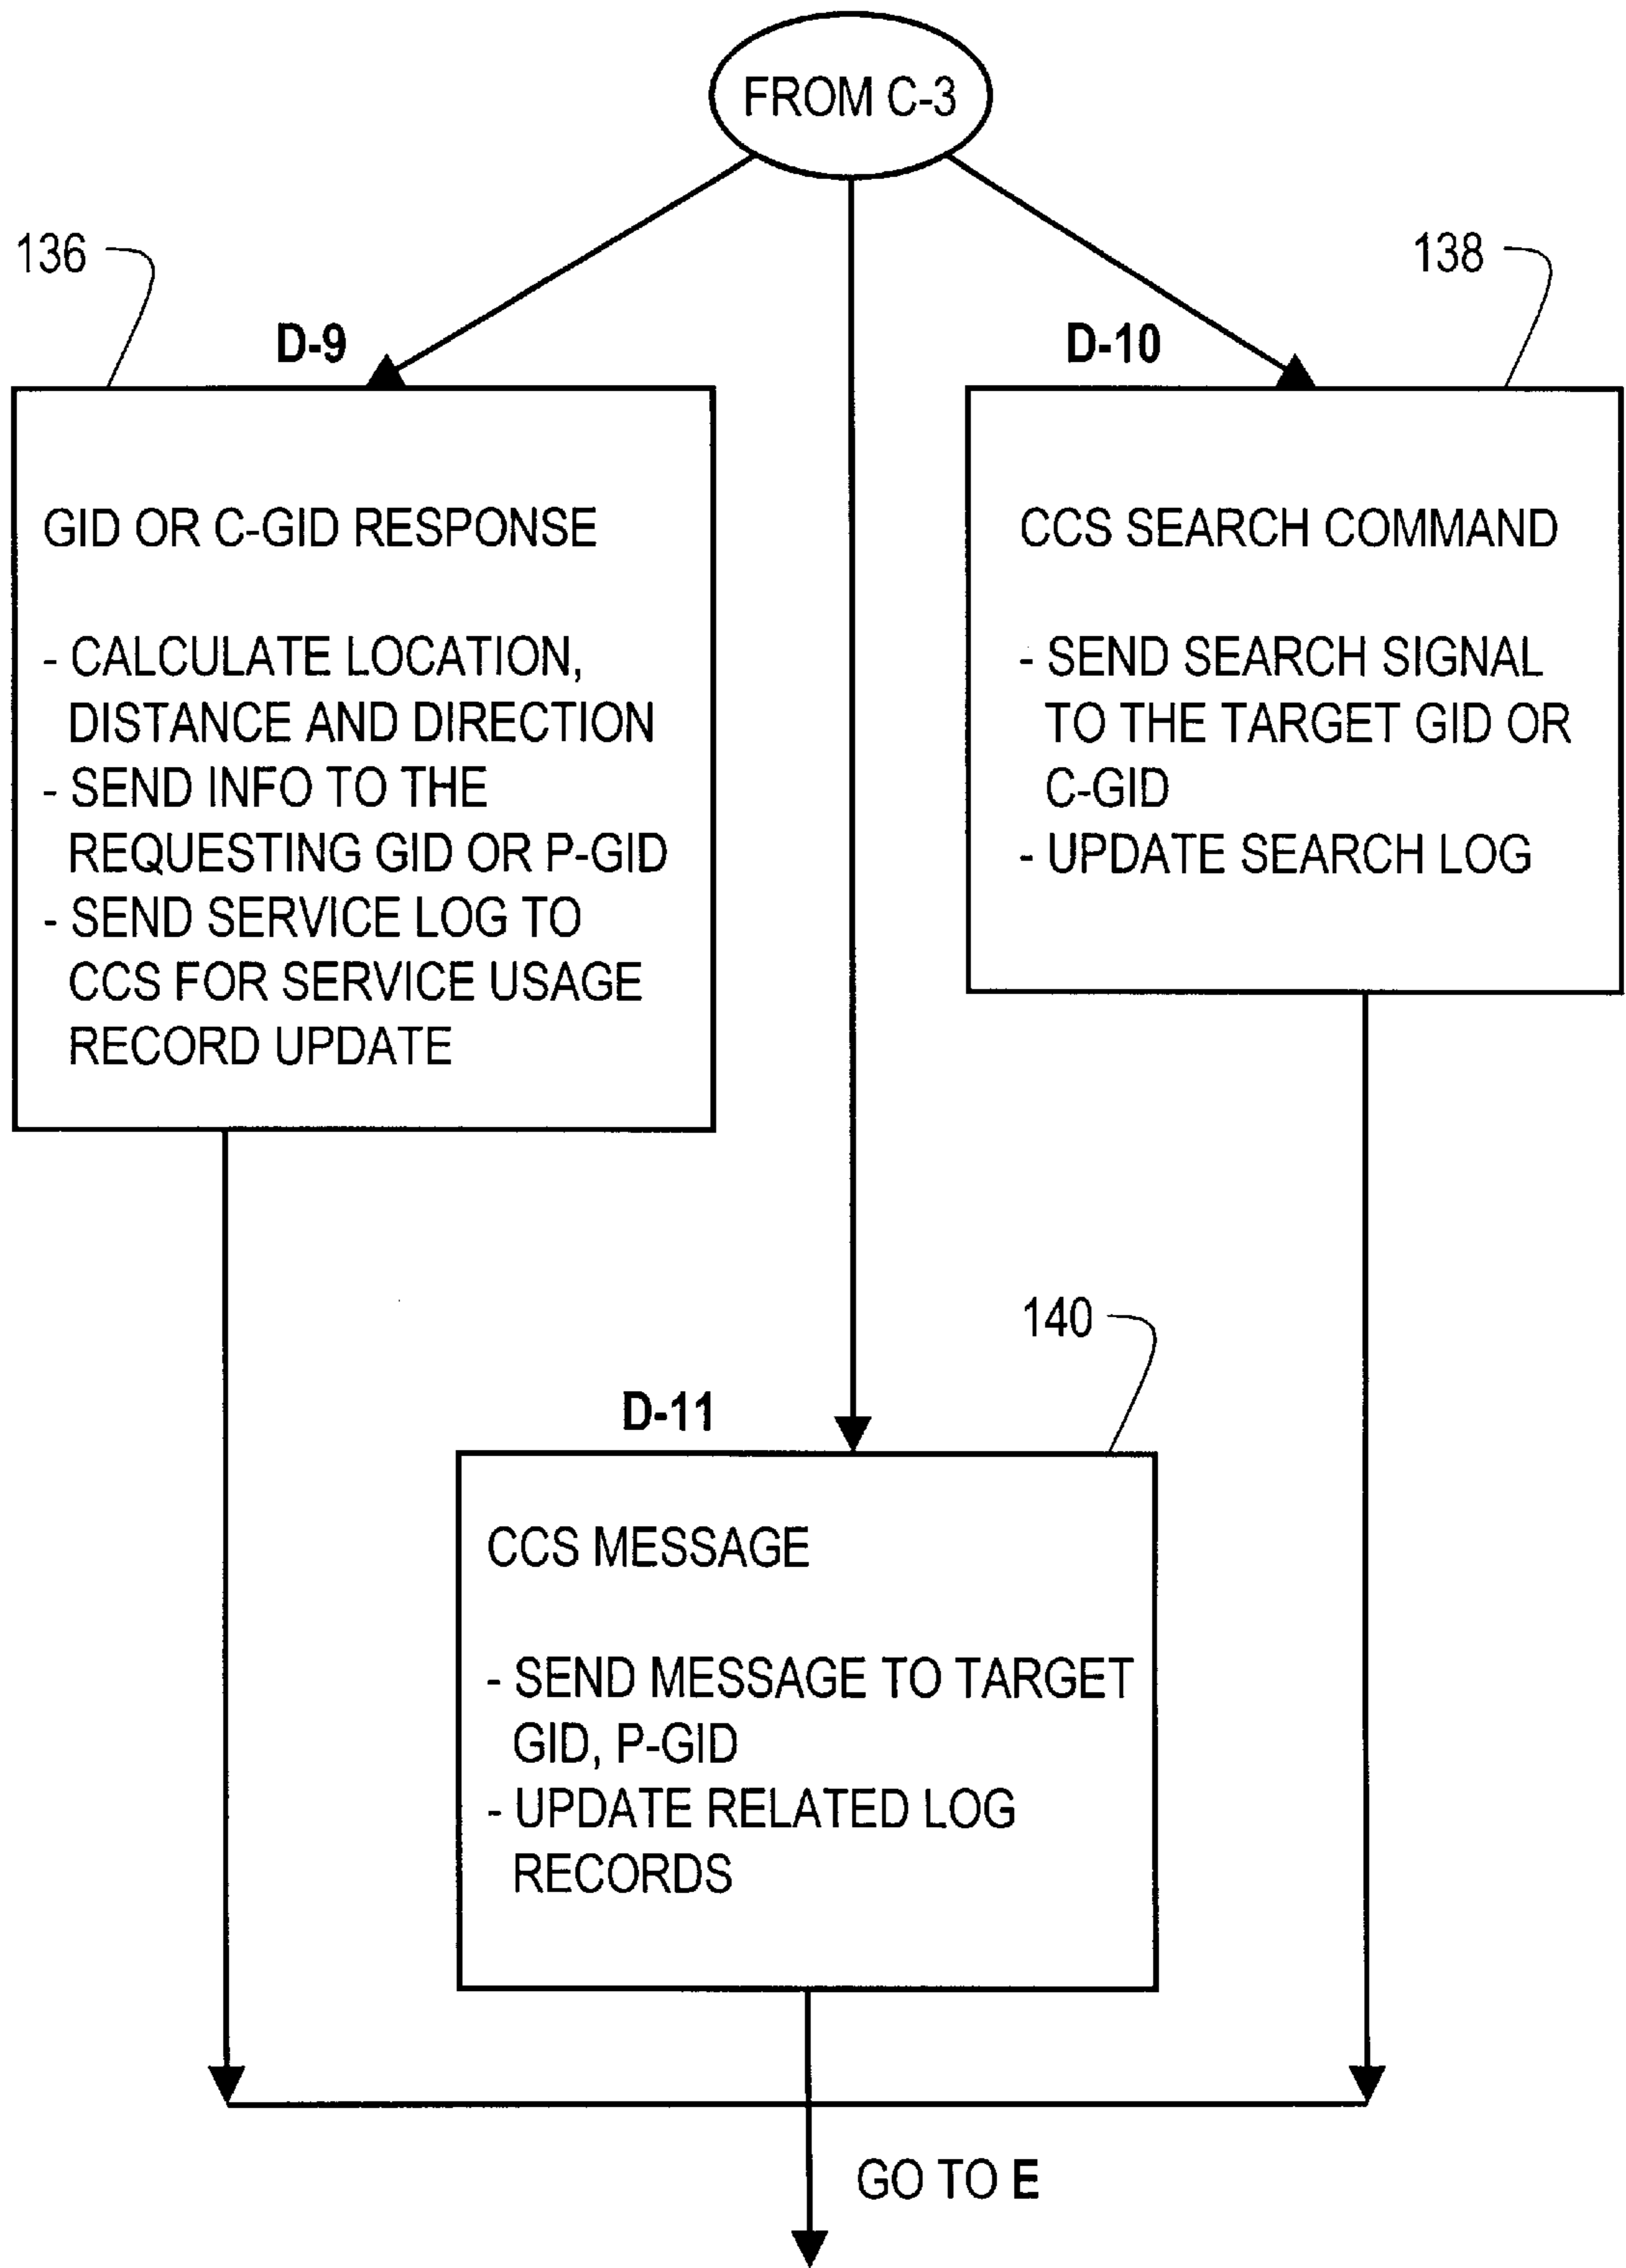 FROM C-3
136
138
D-9
D-10
GID OR C-GID RESPONSE
- CALCULATE LOCATION,
DISTANCE AND DIRECTION
- SEND INFO TO THE
REQUESTING GID OR P-GID
- SEND SERVICE LOG TO
CCS FOR SERVICE USAGE
RECORD UPDATE
CCS SEARCH COMMAND
- SEND SEARCH SIGNAL
TO THE TARGET GID OR
C-GID
- UPDATE SEARCH LOG
140
D-11
CCS MESSAGE
- SEND MESSAGE TO TARGET
GID, P-GID
- UPDATE RELATED LOG
RECORDS
GO TO E